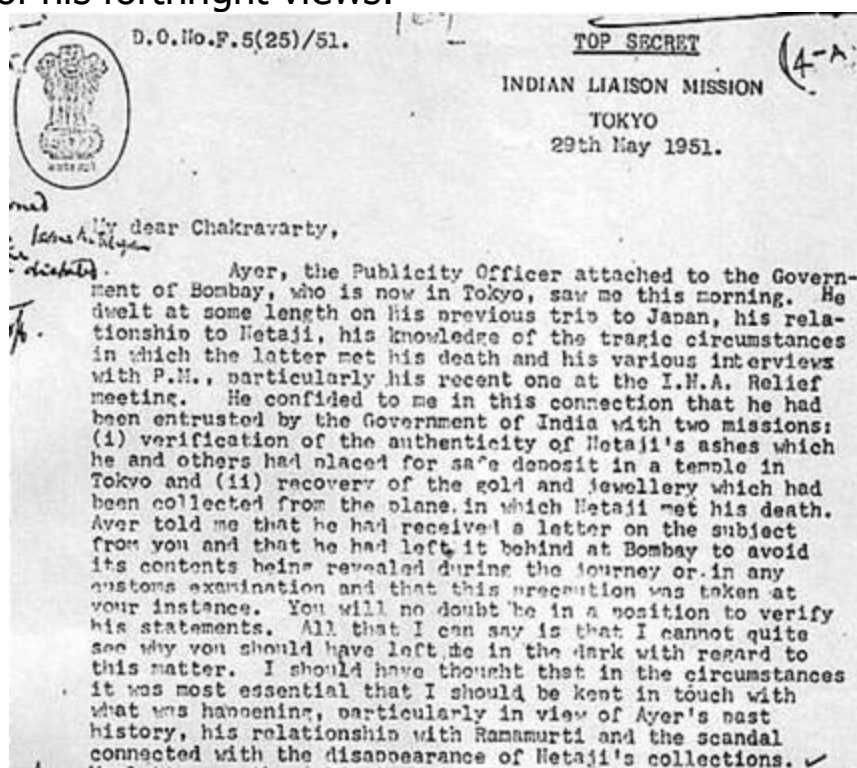 of his forthright views.
D.O.No.F.5(25)/51.
TOP SECRET
(4-A)
INDIAN LIAISON MISSION
TOKYO
29th May 1951.
My dear Chakravarty,
Ayer, the Publicity Officer attached to the Govern-
ment of Bombay, who is now in Tokyo, saw me this morning. He
dwelt at some length on his previous trip to Japan, his rela-
tionship to Netaji, his knowledge of the tragic circumstances
in which the latter met his death and his various interviews
with P.M., particularly his recent one at the I.N.A. Relief
meeting. He confided to me in this connection that he had
been entrusted by the Government of India with two missions:
(i) verification of the authenticity of Netaji's ashes which
he and others had placed for safe deposit in a temple in
Tokyo and (ii) recovery of the gold and jewellery which had
been collected from the plane in which Netaji met his death.
Ayer told me that he had received a letter on the subject
from you and that he had left it behind at Bombay to avoid
its contents being revealed during the journey or in any
customs examination and that this precaution was taken at
your instance. You will no doubt be in a position to verify
his statements. All that I can say is that I cannot quite
see why you should have left me in the dark with regard to
this matter. I should have thought that in the circumstances
it was most essential that I should be kept in touch with
what was happening, particularly in view of Ayer's past
history, his relationship with Ramamurti and the scandal
connected with the disappearance of Netaji's collections.